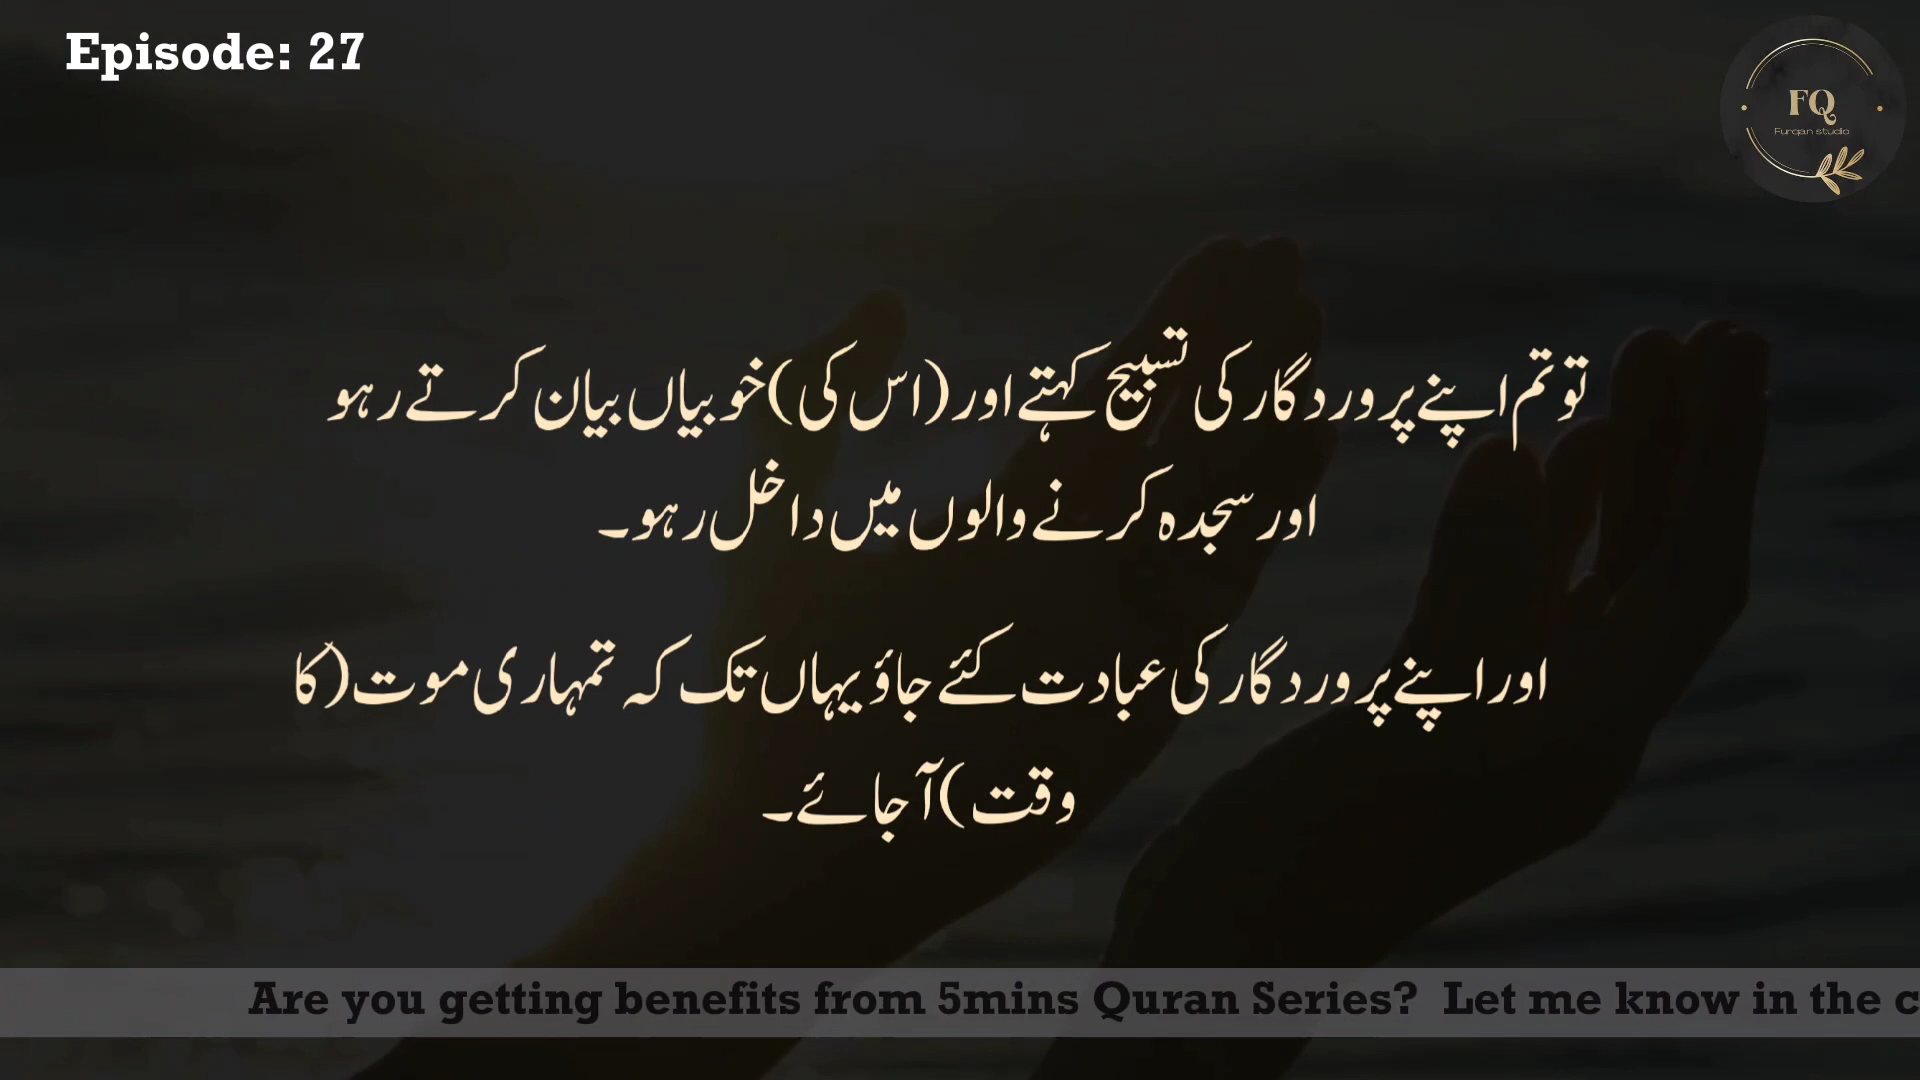 Episode: 27
FQ
Furqan studio
تو تم اپنے پروردگار کی تسبیح کہتے اور (اس کی) خوبیاں بیان کرتے رہو
اور سجدہ کرنے والوں میں داخل رہو۔
اور اپنے پروردگار کی عبادت کئے جاؤ یہاں تک کہ تمہاری موت (کا
وقت) آجائے۔
Are you getting benefits from 5mins Quran Series? Let me know in the c